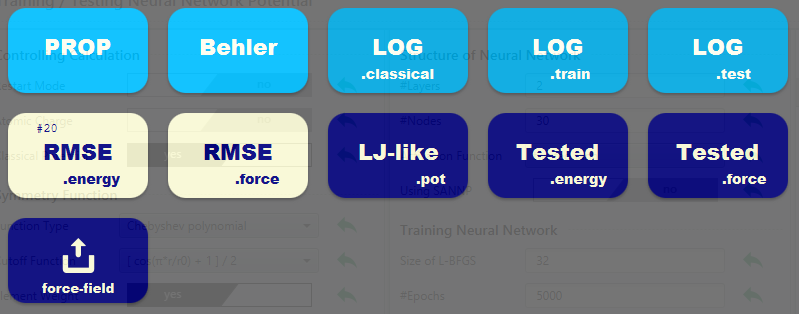 Training / Testing Neural Network Potential
PROP
Behler
LOG
.classical
LOG
.train
LOG
.test
Controlling Calculation
Structure of Neural Network
Restart Mode
no
#Layers
2
Atomic Charge
no
#Nodes
30
#20
RMSE
.energy
RMSE
.force
LJ-like
.pot
Tested
.energy
Tested
.force
Classical
yes
Function
Using SANNP
no
Symmetry Function
Function Type
Chebyshev polynomial
Training Neural Network
Cutoff Function
[ cos(π*r/r0) + 1 ] / 2
Size of L-BFGS
32
force-field
Element Weight
yes
#Epochs
5000